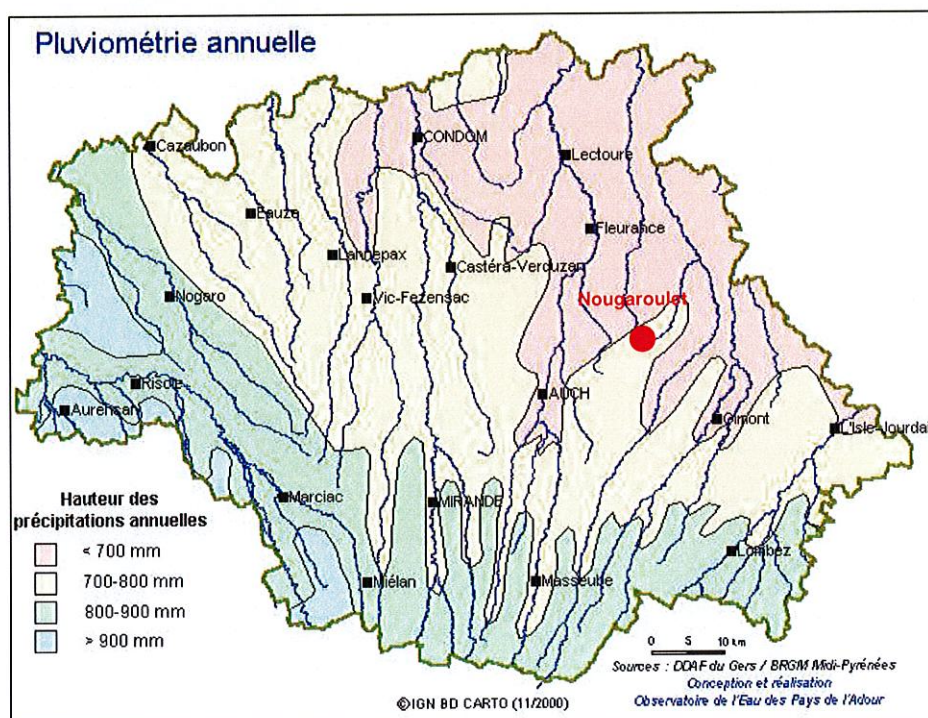 Pluviométrie annuelle
Cazaubon
CONDOM
Lectoure
Eauze
Fleurance
Lannepax
Castéra-Verduzan
Nogaro
Vic-Fezensac
Nougaroulet
Riscle
Aurensan
AUCH
Gimont
L'Isle-Jourdai
Marciac
MIRANDE
Lombez
Miélan
Masseube
Hauteur des
précipitations annuelles
< 700 mm
700-800 mm
800-900 mm
> 900 mm
0 5 10 km
Sources : DDAF du Gers / BRGM Midi-Pyrénées
Conception et réalisation
Observatoire de l'Eau des Pays de l'Adour
©IGN BD CARTO (11/2000)